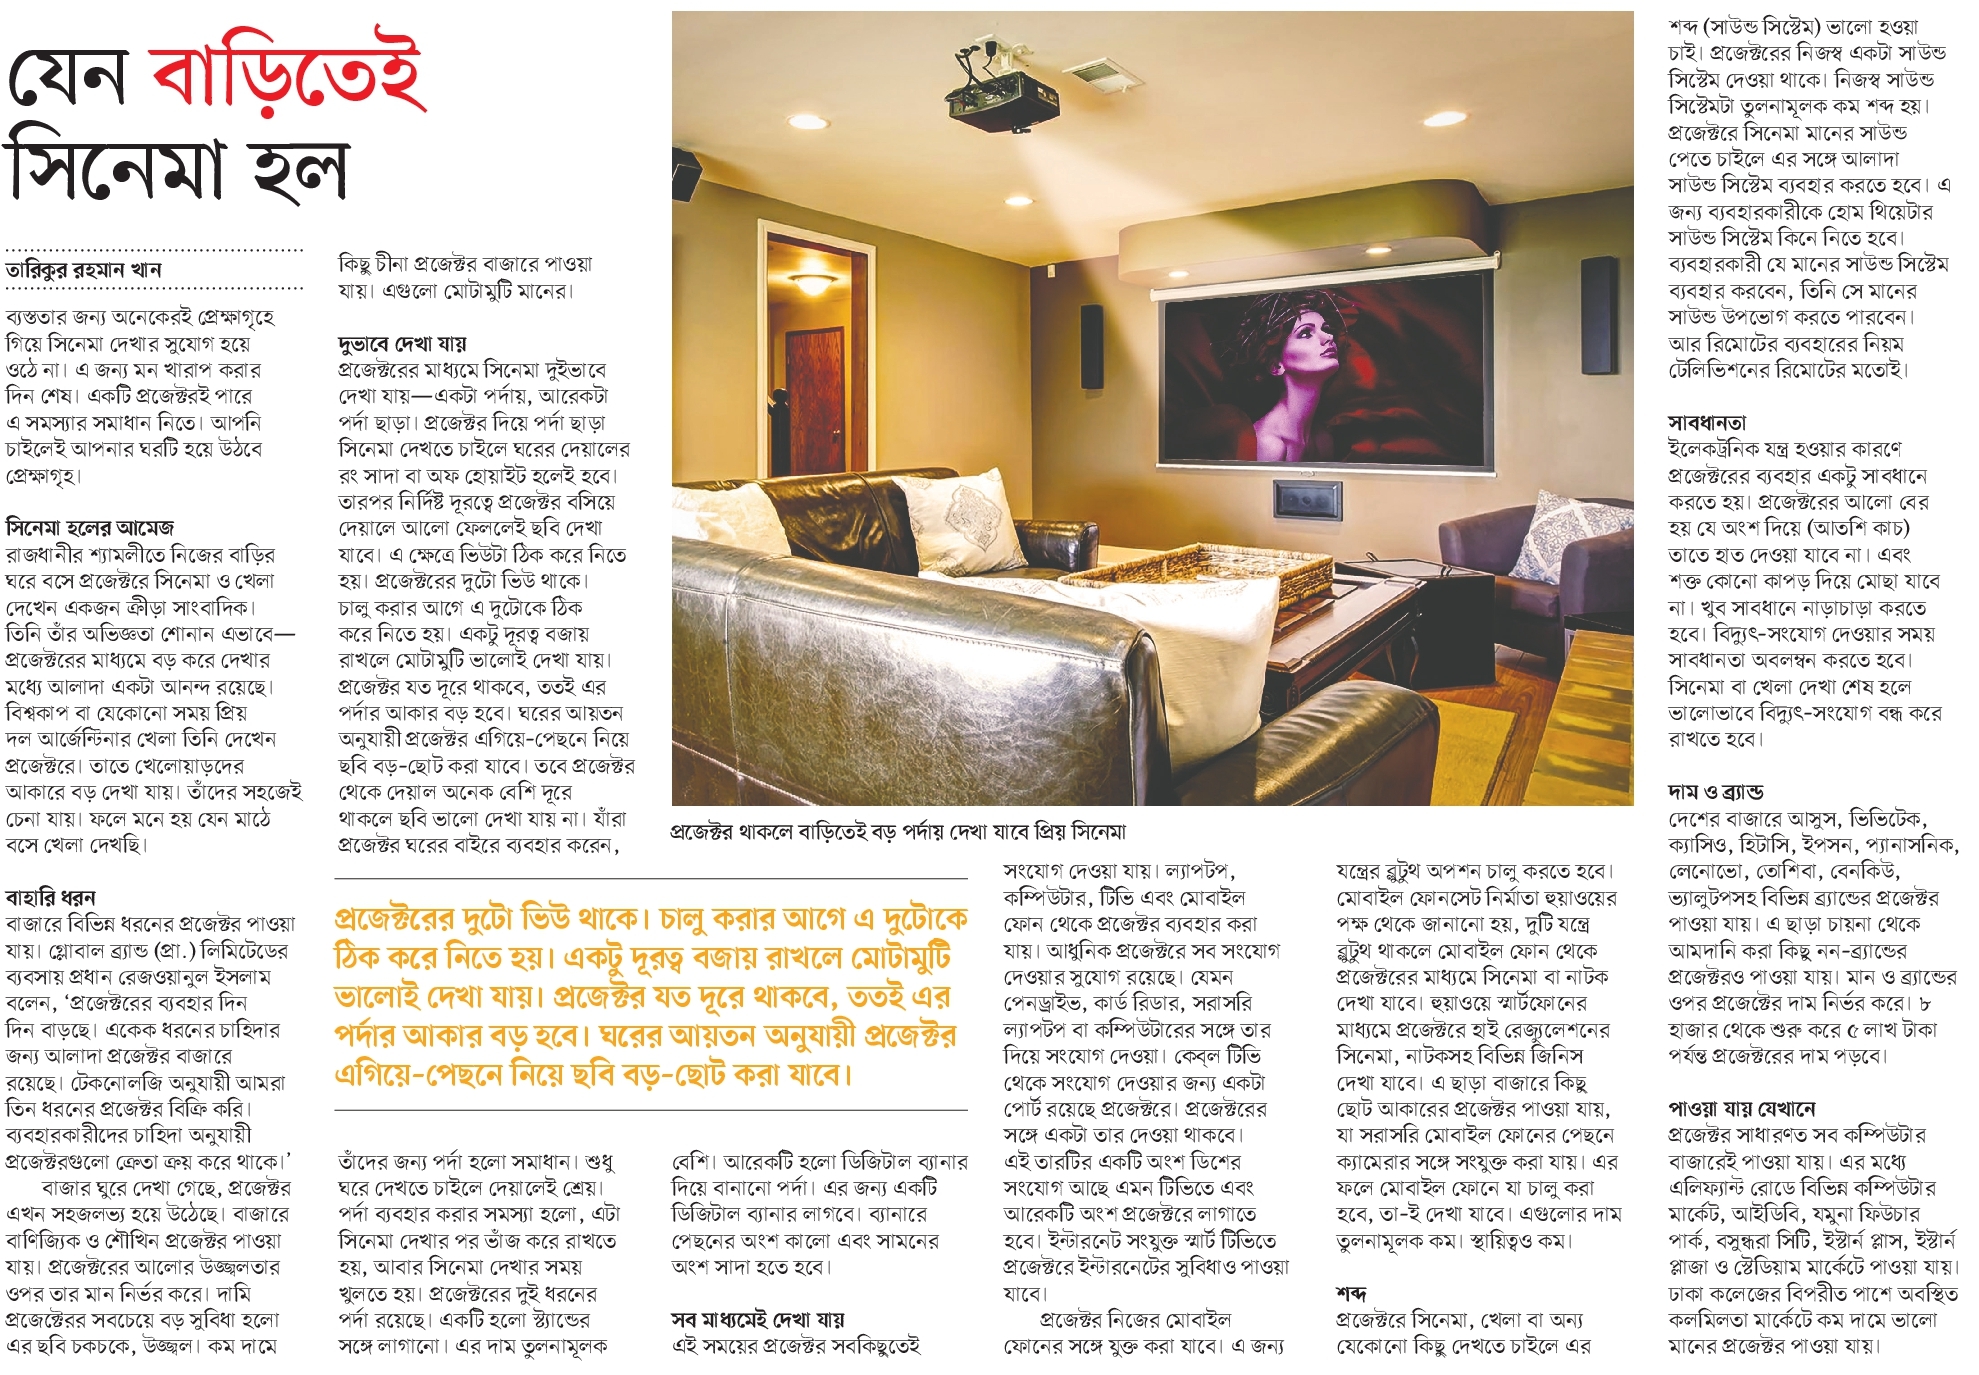 যেন বাড়িতেই
সিনেমা হল
তারিকুর রহমান খান
ব্যস্ততার জন্য অনেকেরই প্রেক্ষাগৃহে
গিয়ে সিনেমা দেখার সুযোগ হয়ে
ওঠে না। এ জন্য মন খারাপ করার
দিন শেষ। একটি প্রজেক্টরই পারে
এ সমস্যার সমাধান নিতে। আপনি
চাইলেই আপনার ঘরটি হয়ে উঠবে
প্রেক্ষাগৃহ।
সিনেমা হলের আমেজ
রাজধানীর শ্যামলীতে নিজের বাড়ির
ঘরে বসে প্রজেক্টরে সিনেমা ও খেলা
দেখেন একজন ক্রীড়া সাংবাদিক।
তিনি তাঁর অভিজ্ঞতা শোনান এভাবে—
প্রজেক্টরের মাধ্যমে বড় করে দেখার
মধ্যে আলাদা একটা আনন্দ রয়েছে।
বিশ্বকাপ বা যেকোনো সময় প্রিয়
দল আর্জেন্টিনার খেলা তিনি দেখেন
প্রজেক্টরে। তাতে খেলোয়াড়দের
আকারে বড় দেখা যায়। তাঁদের সহজেই
চেনা যায়। ফলে মনে হয় যেন মাঠে
বসে খেলা দেখছি।
বাহারি ধরন
বাজারে বিভিন্ন ধরনের প্রজেক্টর পাওয়া
যায়। গ্লোবাল ব্র্যান্ড (প্রা.) লিমিটেডের
ব্যবসায় প্রধান রেজওয়ানুল ইসলাম
বলেন, ‘প্রজেক্টরের ব্যবহার দিন
দিন বাড়ছে। একেক ধরনের চাহিদার
জন্য আলাদা প্রজেক্টর বাজারে
রয়েছে। টেকনোলজি অনুযায়ী আমরা
তিন ধরনের প্রজেক্টর বিক্রি করি।
ব্যবহারকারীদের চাহিদা অনুযায়ী
প্রজেক্টরগুলো ক্রেতা ক্রয় করে থাকে।’
বাজার ঘুরে দেখা গেছে, প্রজেক্টর
এখন সহজলভ্য হয়ে উঠেছে। বাজারে
বাণিজ্যিক ও শৌখিন প্রজেক্টর পাওয়া
যায়। প্রজেক্টরের আলোর উজ্জ্বলতার
ওপর তার মান নির্ভর করে। দামি
প্রজেক্টেরর সবচেয়ে বড় সুবিধা হলো
এর ছবি চকচকে, উজ্জ্বল। কম দামে
কিছু চীনা প্রজেক্টর বাজারে পাওয়া
যায়। এগুলো মোটামুটি মানের।
দুভাবে দেখা যায়
প্রজেক্টরের মাধ্যমে সিনেমা দুইভাবে
দেখা যায়—একটা পর্দায়, আরেকটা
পর্দা ছাড়া। প্রজেক্টর দিয়ে পর্দা ছাড়া
সিনেমা দেখতে চাইলে ঘরের দেয়ালের
রং সাদা বা অফ হোয়াইট হলেই হবে।
তারপর নির্দিষ্ট দূরত্বে প্রজেক্টর বসিয়ে
দেয়ালে আলো ফেললেই ছবি দেখা
যাবে। এ ক্ষেত্রে ভিউটা ঠিক করে নিতে
হয়। প্রজেক্টরের দুটো ভিউ থাকে।
চালু করার আগে এ দুটোকে ঠিক
করে নিতে হয়। একটু দূরত্ব বজায়
রাখলে মোটামুটি ভালোই দেখা যায়।
প্রজেক্টর যত দূরে থাকবে, ততই এর
পর্দার আকার বড় হবে। ঘরের আয়তন
অনুযায়ী প্রজেক্টর এগিয়ে-পেছনে নিয়ে
ছবি বড়-ছোট করা যাবে। তবে প্রজেক্টর
থেকে দেয়াল অনেক বেশি দূরে
থাকলে ছবি ভালো দেখা যায় না। যাঁরা
প্রজেক্টর ঘরের বাইরে ব্যবহার করেন,
প্রজেক্টরের দুটো ভিউ থাকে। চালু করার আগে এ দুটোকে
ঠিক করে নিতে হয়। একটু দূরত্ব বজায় রাখলে মোটামুটি
ভালোই দেখা যায়। প্রজেক্টর যত দূরে থাকবে, ততই এর
পর্দার আকার বড় হবে। ঘরের আয়তন অনুযায়ী প্রজেক্টর
এগিয়ে-পেছনে নিয়ে ছবি বড়-ছোট করা যাবে।
তাঁদের জন্য পর্দা হলো সমাধান। শুধু
ঘরে দেখতে চাইলে দেয়ালেই শ্রেয়।
পর্দা ব্যবহার করার সমস্যা হলো, এটা
সিনেমা দেখার পর ভাঁজ করে রাখতে
হয়, আবার সিনেমা দেখার সময়
খুলতে হয়। প্রজেক্টরের দুই ধরনের
পর্দা রয়েছে। একটি হলো স্ট্যান্ডের
সঙ্গে লাগানো। এর দাম তুলনামূলক
বেশি। আরেকটি হলো ডিজিটাল ব্যানার
দিয়ে বানানো পর্দা। এর জন্য একটি
ডিজিটাল ব্যানার লাগবে। ব্যানারে
পেছনের অংশ কালো এবং সামনের
অংশ সাদা হতে হবে।
সব মাধ্যমেই দেখা যায়
এই সময়ের প্রজেক্টর সবকিছুতেই
প্রজেক্টর থাকলে বাড়িতেই বড় পর্দায় দেখা যাবে প্রিয় সিনেমা
সংযোগ দেওয়া যায়। ল্যাপটপ,
কম্পিউটার, টিভি এবং মোবাইল
ফোন থেকে প্রজেক্টর ব্যবহার করা
যায়। আধুনিক প্রজেক্টরে সব সংযোগ
দেওয়ার সুযোগ রয়েছে। যেমন
পেনড্রাইভ, কার্ড রিডার, সরাসরি
ল্যাপটপ বা কম্পিউটারের সঙ্গে তার
দিয়ে সংযোগ দেওয়া। কেব্‌ল টিভি
থেকে সংযোগ দেওয়ার জন্য একটা
পোর্ট রয়েছে প্রজেক্টরে। প্রজেক্টরের
সঙ্গে একটা তার দেওয়া থাকবে।
এই তারটির একটি অংশ ডিশের
সংযোগ আছে এমন টিভিতে এবং
আরেকটি অংশ প্রজেক্টরে লাগাতে
হবে। ইন্টারনেট সংযুক্ত স্মার্ট টিভিতে
প্রজেক্টরে ইন্টারনেটের সুবিধাও পাওয়া
যাবে।
প্রজেক্টর নিজের মোবাইল
ফোনের সঙ্গে যুক্ত করা যাবে। এ জন্য
যন্ত্রের ব্লুটুথ অপশন চালু করতে হবে।
মোবাইল ফোনসেট নির্মাতা হুয়াওয়ের
পক্ষ থেকে জানানো হয়, দুটি যন্ত্রে
ব্লুটুথ থাকলে মোবাইল ফোন থেকে
প্রজেক্টরের মাধ্যমে সিনেমা বা নাটক
দেখা যাবে। হুয়াওয়ে স্মার্টফোনের
মাধ্যমে প্রজেক্টরে হাই রেজ্যুলেশনের
সিনেমা, নাটকসহ বিভিন্ন জিনিস
দেখা যাবে। এ ছাড়া বাজারে কিছু
ছোট আকারের প্রজেক্টর পাওয়া যায়,
যা সরাসরি মোবাইল ফোনের পেছনে
ক্যামেরার সঙ্গে সংযুক্ত করা যায়। এর
ফলে মোবাইল ফোনে যা চালু করা
হবে, তা-ই দেখা যাবে। এগুলোর দাম
তুলনামূলক কম। স্থায়িত্বও কম।
শব্দ
প্রজেক্টরে সিনেমা, খেলা বা অন্য
যেকোনো কিছু দেখতে চাইলে এর
শব্দ (সাউন্ড সিস্টেম) ভালো হওয়া
চাই। প্রজেক্টরের নিজস্ব একটা সাউন্ড
সিস্টেম দেওয়া থাকে। নিজস্ব সাউন্ড
সিস্টেমটা তুলনামূলক কম শব্দ হয়।
প্রজেক্টরে সিনেমা মানের সাউন্ড
পেতে চাইলে এর সঙ্গে আলাদা
সাউন্ড সিস্টেম ব্যবহার করতে হবে। এ
জন্য ব্যবহারকারীকে হোম থিয়েটার
সাউন্ড সিস্টেম কিনে নিতে হবে।
ব্যবহারকারী যে মানের সাউন্ড সিস্টেম
ব্যবহার করবেন, তিনি সে মানের
সাউন্ড উপভোগ করতে পারবেন।
আর রিমোটের ব্যবহারের নিয়ম
টেলিভিশনের রিমোটের মতোই।
সাবধানতা
ইলেকট্রনিক যন্ত্র হওয়ার কারণে
প্রজেক্টরের ব্যবহার একটু সাবধানে
করতে হয়। প্রজেক্টরের আলো বের
হয় যে অংশ দিয়ে (আতশি কাচ)
তাতে হাত দেওয়া যাবে না। এবং
শক্ত কোনো কাপড় দিয়ে মোছা যাবে
না। খুব সাবধানে নাড়াচাড়া করতে
হবে। বিদ্যুৎ-সংযোগ দেওয়ার সময়
সাবধানতা অবলম্বন করতে হবে।
সিনেমা বা খেলা দেখা শেষ হলে
ভালোভাবে বিদ্যুৎ-সংযোগ বন্ধ করে
রাখতে হবে।
দাম ও ব্র্যান্ড
দেশের বাজারে আসুস, ভিভিটেক,
ক্যাসিও, হিটাসি, ইপসন, প্যানাসনিক,
লেনোভো, তোশিবা, বেনকিউ,
ভ্যালুটপসহ বিভিন্ন ব্র্যান্ডের প্রজেক্টর
পাওয়া যায়। এ ছাড়া চায়না থেকে
আমদানি করা কিছু নন-ব্র্যান্ডের
প্রজেক্টরও পাওয়া যায়। মান ও ব্র্যান্ডের
ওপর প্রজেক্টের দাম নির্ভর করে। ৮
হাজার থেকে শুরু করে ৫ লাখ টাকা
পর্যন্ত প্রজেক্টরের দাম পড়বে।
পাওয়া যায় যেখানে
প্রজেক্টর সাধারণত সব কম্পিউটার
বাজারেই পাওয়া যায়। এর মধ্যে
এলিফ্যান্ট রোডে বিভিন্ন কম্পিউটার
মার্কেট, আইডিবি, যমুনা ফিউচার
পার্ক, বসুন্ধরা সিটি, ইস্টার্ন প্লাস, ইস্টার্ন
প্লাজা ও স্টেডিয়াম মার্কেটে পাওয়া যায়।
ঢাকা কলেজের বিপরীত পাশে অবস্থিত
কলমিলতা মার্কেটে কম দামে ভালো
মানের প্রজেক্টর পাওয়া যায়।